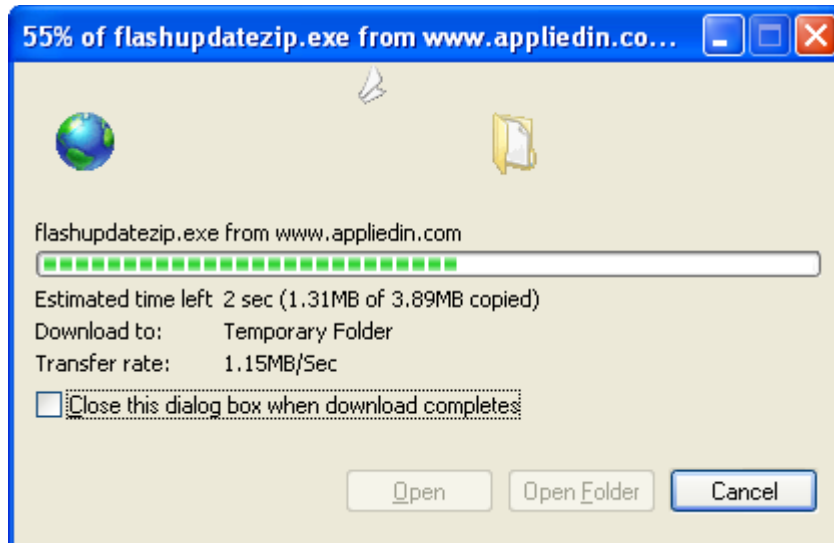 55% of flashupdatezip.exe from www.appliedin.co...
flashupdatezip.exe from www.appliedin.com
Estimated time left 2 sec (1.31MB of 3.89MB copied)
Download to: Temporary Folder
Transfer rate: 1.15MB/Sec
Close this dialog box when download completes
Open Open Folder Cancel